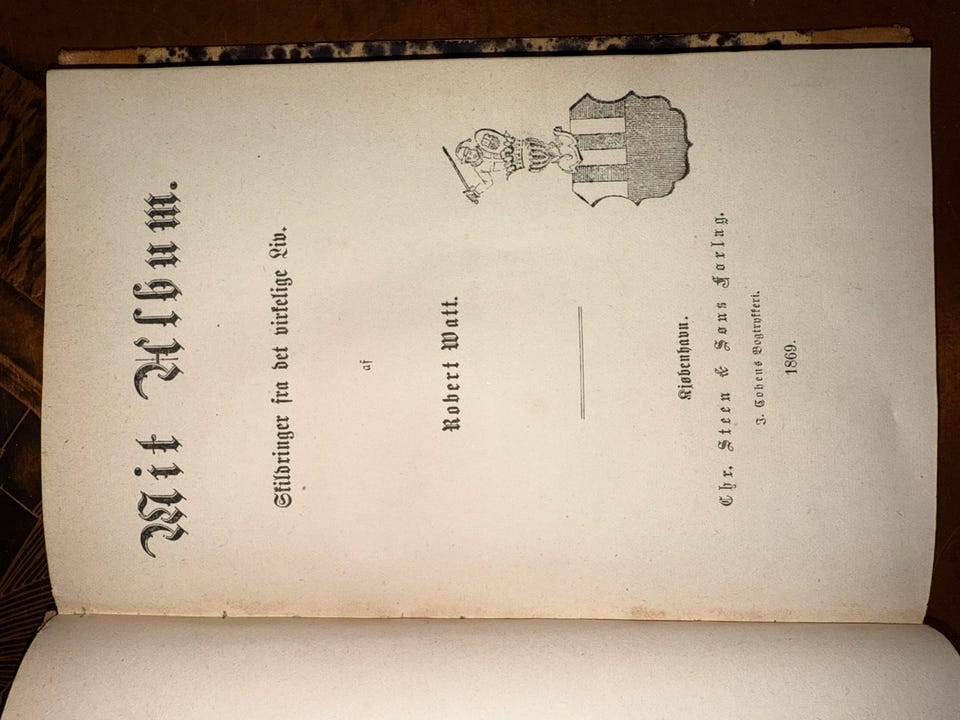 Mit Album.
Skildringer fra det virkelige Liv.
af
Robert Watt.
Kjøbenhavn.
Chr. Steen & Søns Forlag.
J. Cohens Bogtrykkeri.
1869.